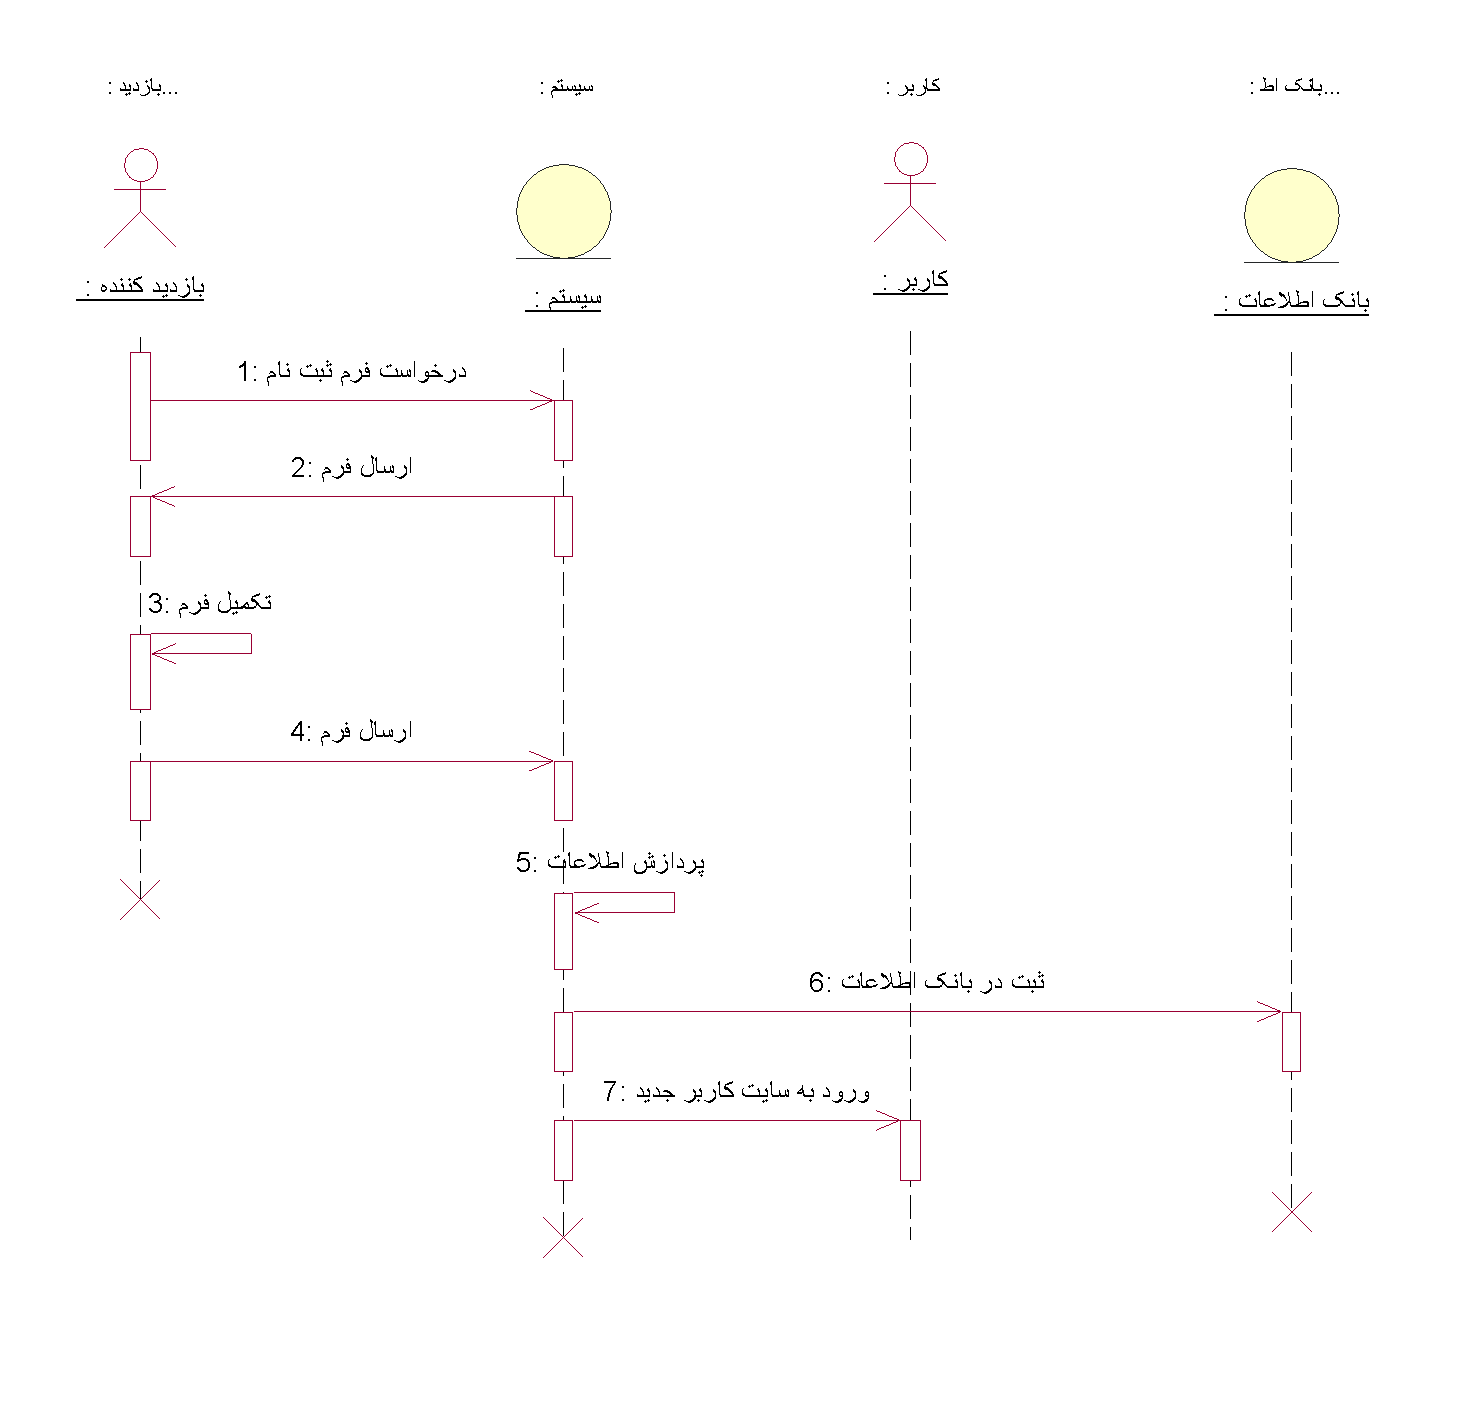 : بازدید...
: سیستم
: کاربر
: بانک اط...
: بازدید کننده
: سیستم
: کاربر
: بانک اطلاعات
1: درخواست فرم ثبت نام
2: ارسال فرم
3: تکمیل فرم
4: ارسال فرم
5: پردازش اطلاعات
6: ثبت در بانک اطلاعات
7: ورود به سایت کاربر جدید